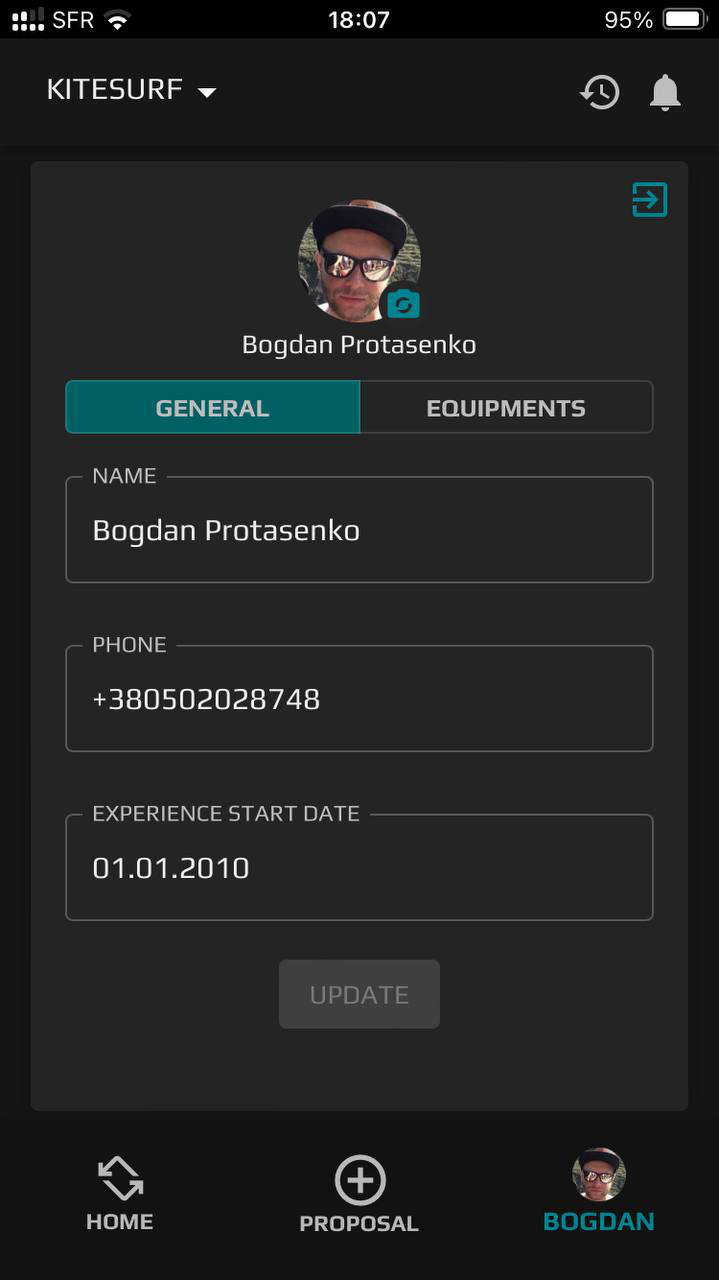 SFR 18:07 95%
KITESURF
Bogdan Protasenko
GENERAL EQUIPMENTS
NAME
Bogdan Protasenko
PHONE
+380502028748
EXPERIENCE START DATE
01.01.2010
UPDATE
HOME PROPOSAL BOGDAN